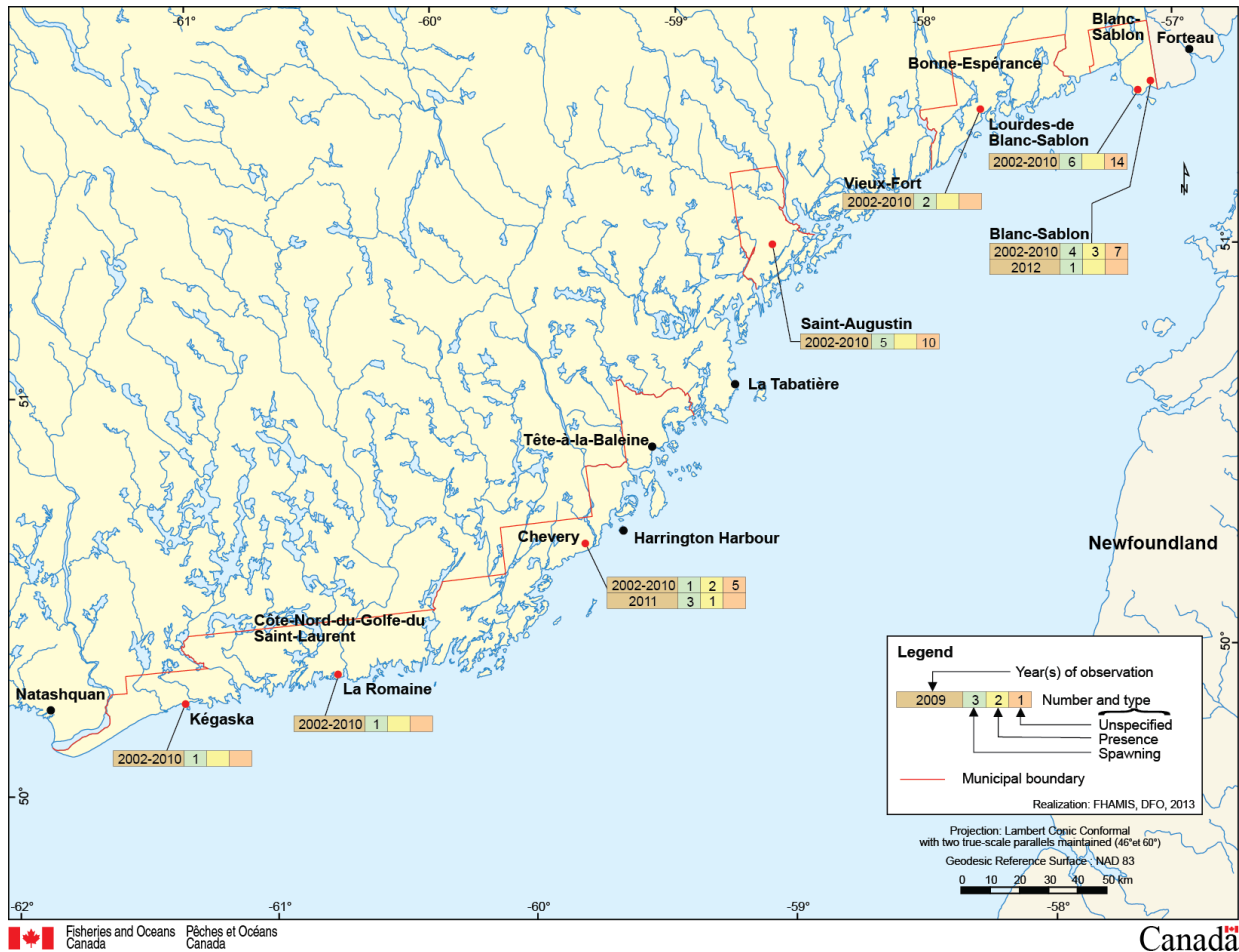 -61°
-60°
-59°
-58°
-57°
Blanc-
Sablon
Forteau
Bonne-Espérance
Lourdes-de
Blanc-Sablon
2002-2010 6 14
Vieux-Fort
2002-2010 2
N
Blanc-Sablon
2002-2010 4 3 7
2012 1
51°
Saint-Augustin
2002-2010 5 10
La Tabatière
51°
Tête-à-la-Baleine
Chevery
Harrington Harbour
Newfoundland
2002-2010 1 2 5
2011 3 1
Côte-Nord-du-Golfe-du
Saint-Laurent
50°
Natashquan
La Romaine
Kégaska
2002-2010 1
2002-2010 1
50°
Legend
Year(s) of observation
2009 3 2 1 Number and type
Unspecified
Presence
Spawning
Municipal boundary
Realization: FHAMIS, DFO, 2013
Projection: Lambert Conic Conformal
with two true-scale parallels maintained (46°et 60°)
Geodesic Reference Surface : NAD 83
0 10 20 30 40 50 km
-62°
-61°
-60°
-59°
-58°
Fisheries and Oceans Pêches et Océans
Canada Canada
Canada